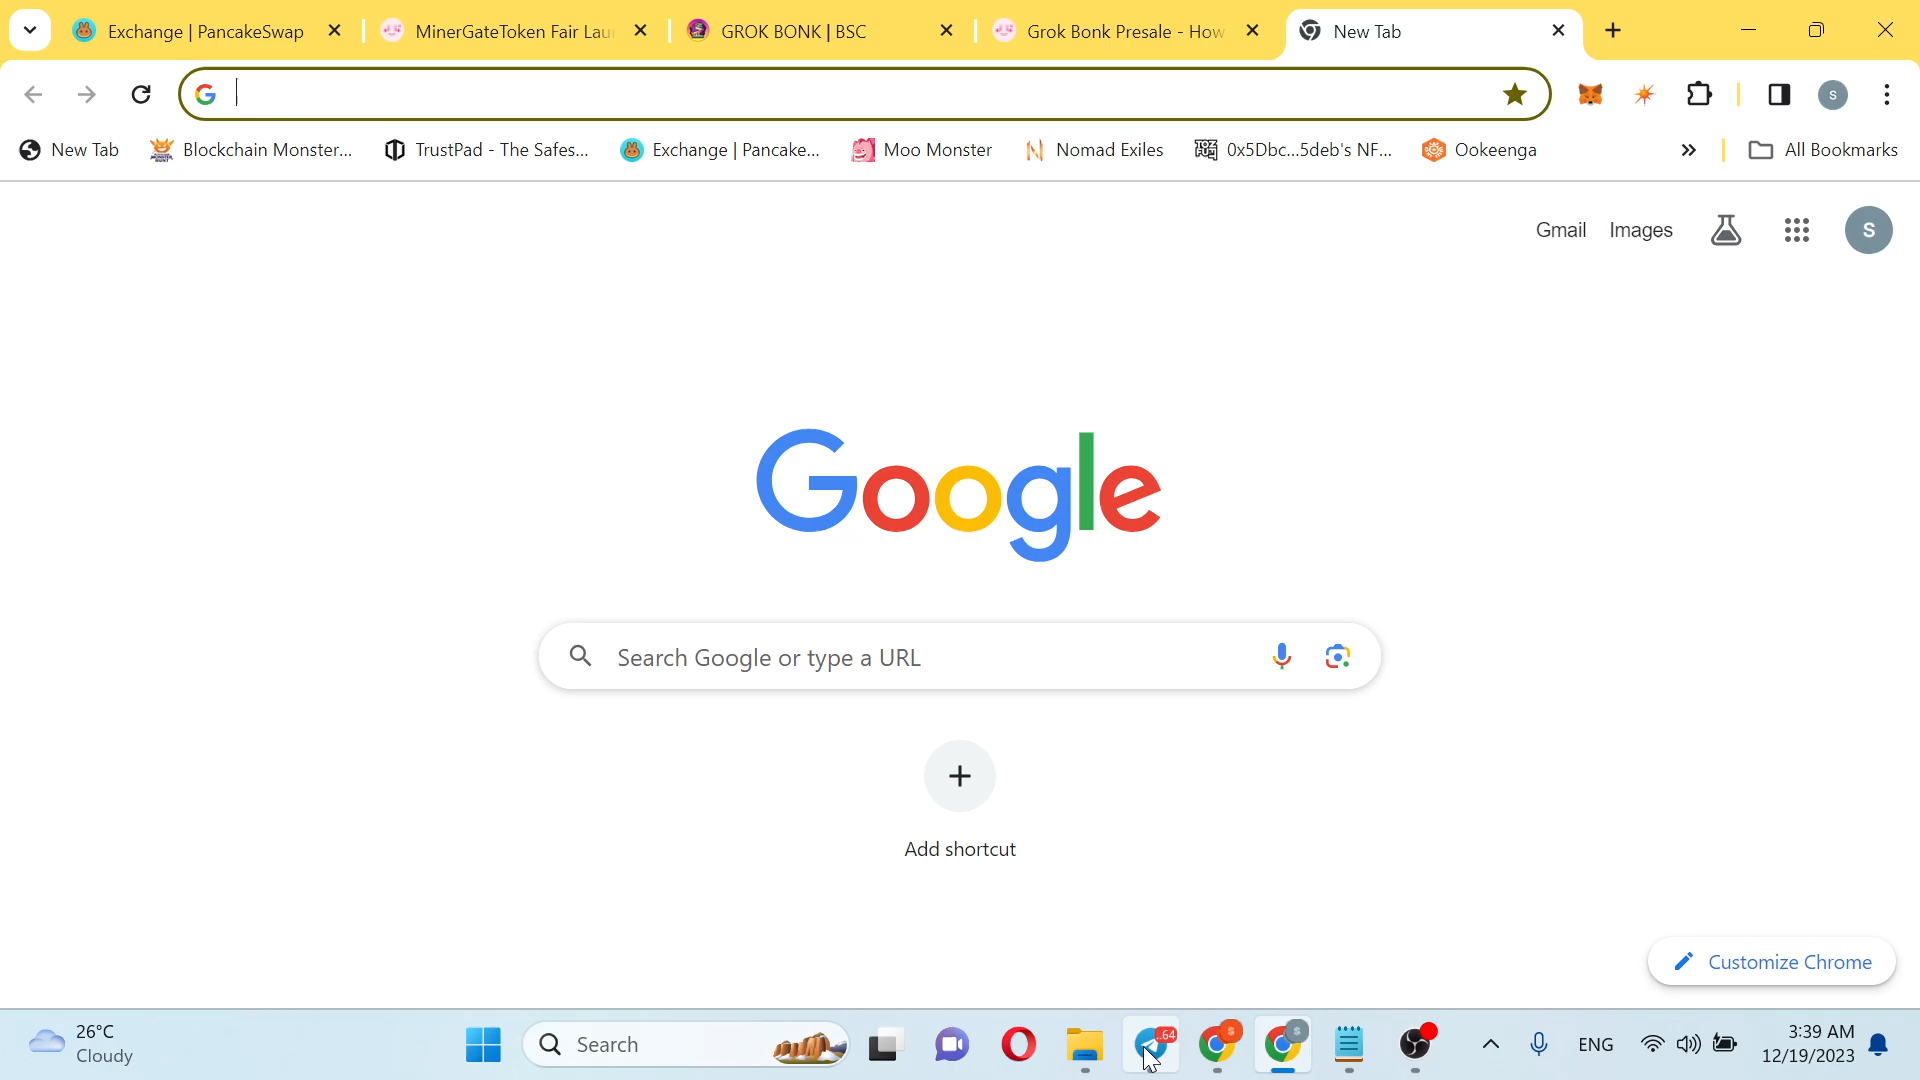 Exchange | PancakeSwap
MinerGateToken Fair Lau
GROK BONK | BSC
Grok Bonk Presale - How
New Tab
S
New Tab
Blockchain Monster...
TrustPad - The Safes...
Exchange | Pancake...
Moo Monster
Nomad Exiles
0x5Dbc...5deb's NF...
Ookeenga
All Bookmarks
Gmail
Images
S
Google
Search Google or type a URL
Add shortcut
Customize Chrome
26°C
Cloudy
Search
..64
S
S
ENG
3:39 AM
12/19/2023